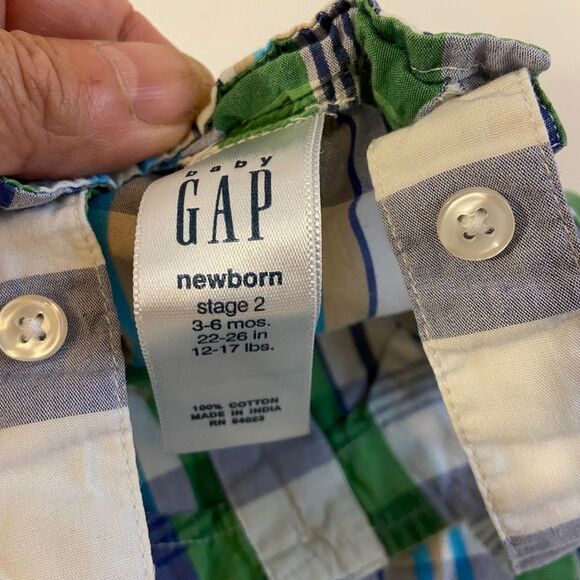 baby
GAP
newborn
stage 2
3-6 mos.
22-26 in
12-17 lbs.
100% COTTON
MADE IN INDIA
RN 54023